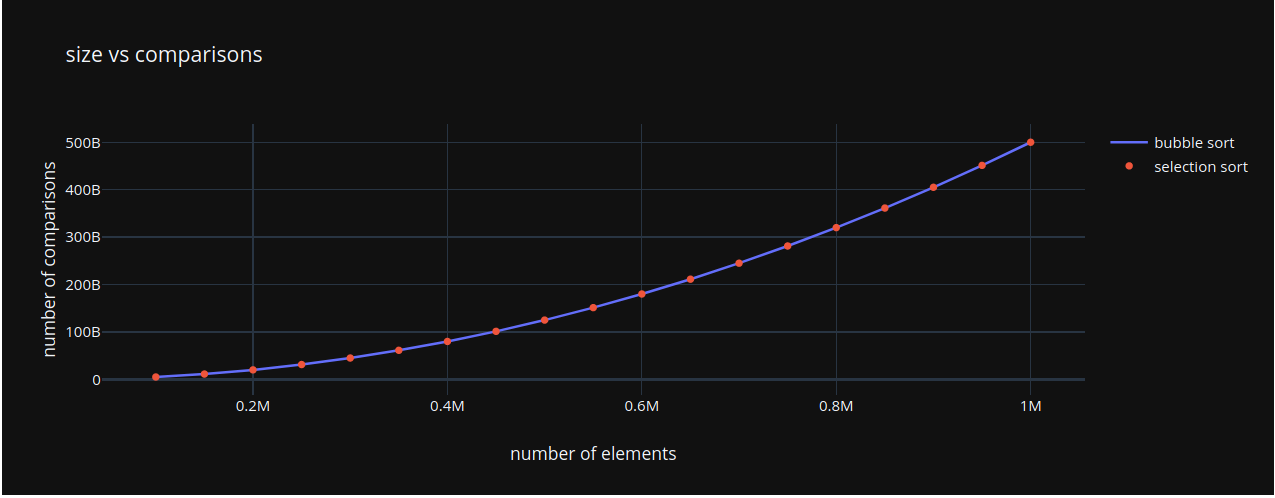 size vs comparisons
number of comparisons
500B
400B
300B
200B
100B
0
0.2M
0.4M
0.6M
0.8M
1M
number of elements
bubble sort
selection sort